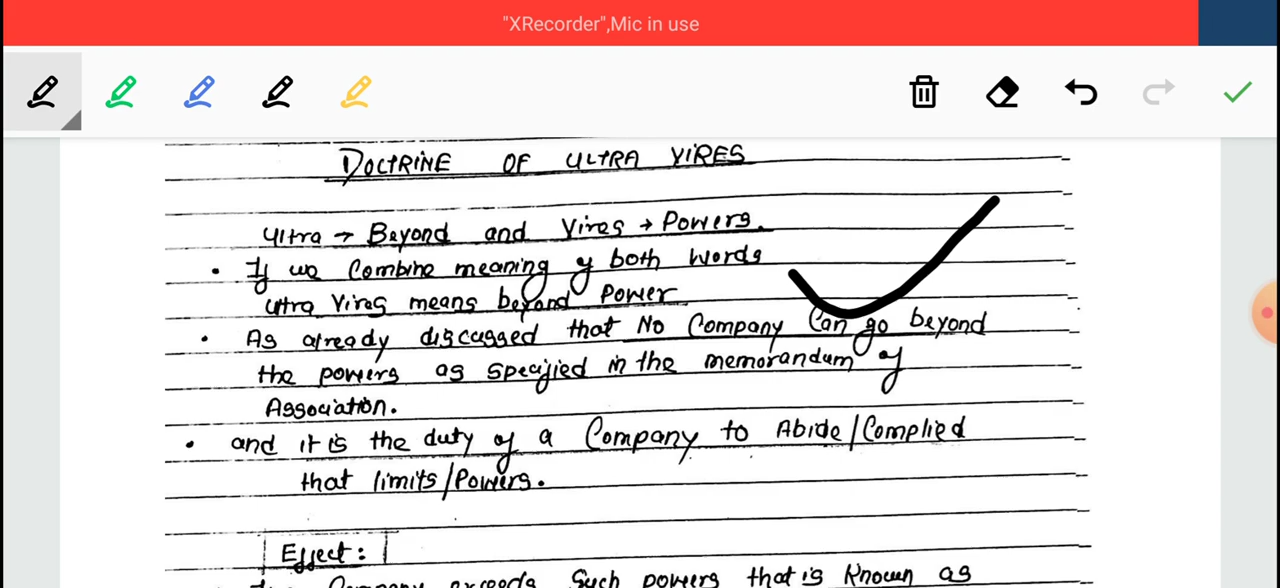 "XRecorder",Mic in use
DOCTRINE OF ULTRA VIRES
Ultra → Beyond and Vires → Powers.
• If we Combine meaning of both words
Utra Vires means beyond power
• As already discussed that No Company Can go beyond
the powers as specified in the memorandum of
Association.
• and it is the duty of a Company to Abide/Complied
that limits/Powers.
Effect:
Company exceeds such powers that is known as